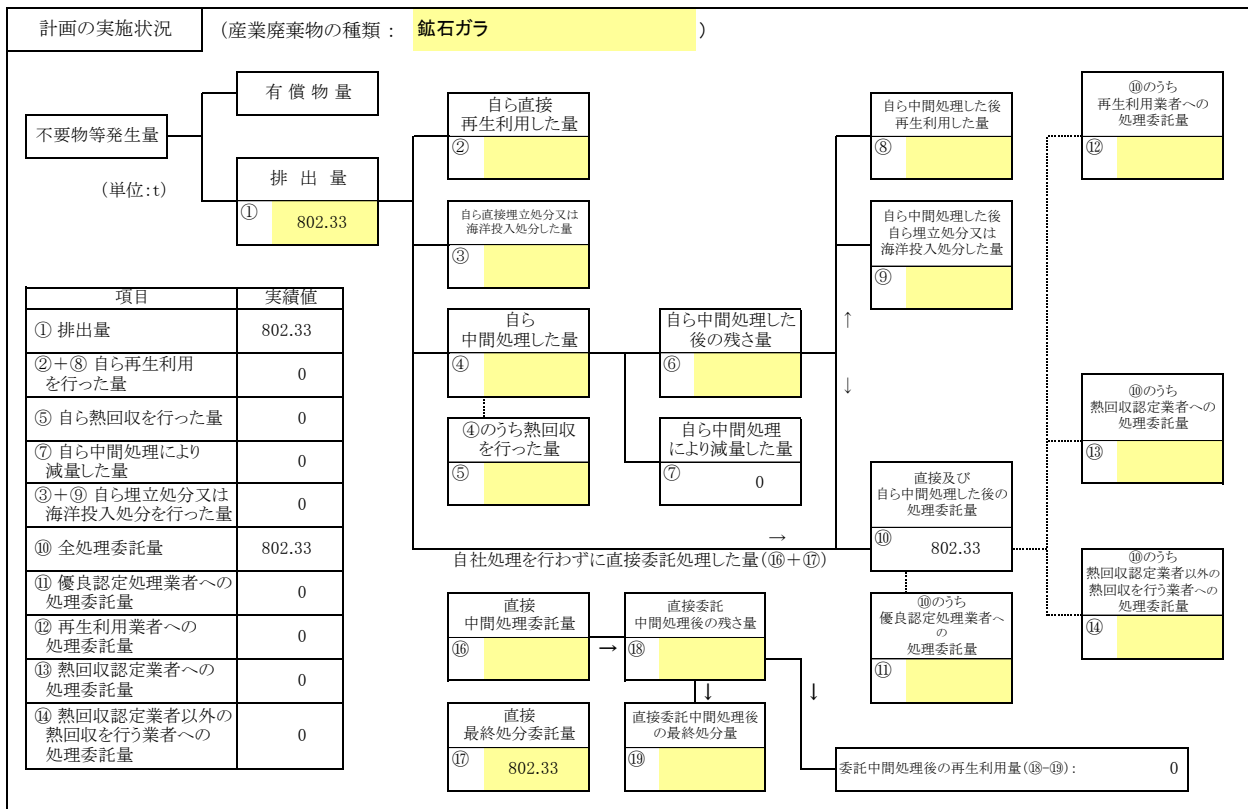 計画の実施状況
(産業廃棄物の種類： 鉱石ガラ )
不要物等発生量
(単位:t)
有 償 物 量
排 出 量
① 802.33
自ら直接
再生利用した量
②
自ら直接埋立処分又は
海洋投入処分した量
③
自ら
中間処理した量
④
④のうち熱回収
を行った量
⑤
自ら中間処理した
後の残さ量
⑥
自ら中間処理
により減量した量
⑦ 0
自ら中間処理した後
再生利用した量
⑧
自ら中間処理した後
自ら埋立処分又は
海洋投入処分した量
⑨
↑
↓
直接及び
自ら中間処理した後の
処理委託量
⑩ 802.33
⑩のうち
再生利用業者への
処理委託量
⑫
⑩のうち
熱回収認定業者への
処理委託量
⑬
⑩のうち
熱回収認定業者以外の
熱回収を行う業者への
処理委託量
⑭
⑩のうち
優良認定処理業者へ
の
処理委託量
⑪
→
自社処理を行わずに直接委託処理した量(⑯+⑰)
直接
中間処理委託量
⑯
→
直接委託
中間処理後の残さ量
⑱
↓
↓
直接
最終処分委託量
⑰ 802.33
直接委託中間処理後
の最終処分量
⑲
委託中間処理後の再生利用量(⑱-⑲)： 0
項目 実績値
① 排出量 802.33
②+⑧ 自ら再生利用
を行った量 0
⑤ 自ら熱回収を行った量 0
⑦ 自ら中間処理により
減量した量 0
③+⑨ 自ら埋立処分又は
海洋投入処分を行った量 0
⑩ 全処理委託量 802.33
⑪ 優良認定処理業者への
処理委託量 0
⑫ 再生利用業者への
処理委託量 0
⑬ 熱回収認定業者への
処理委託量 0
⑭ 熱回収認定業者以外の
熱回収を行う業者への
処理委託量 0